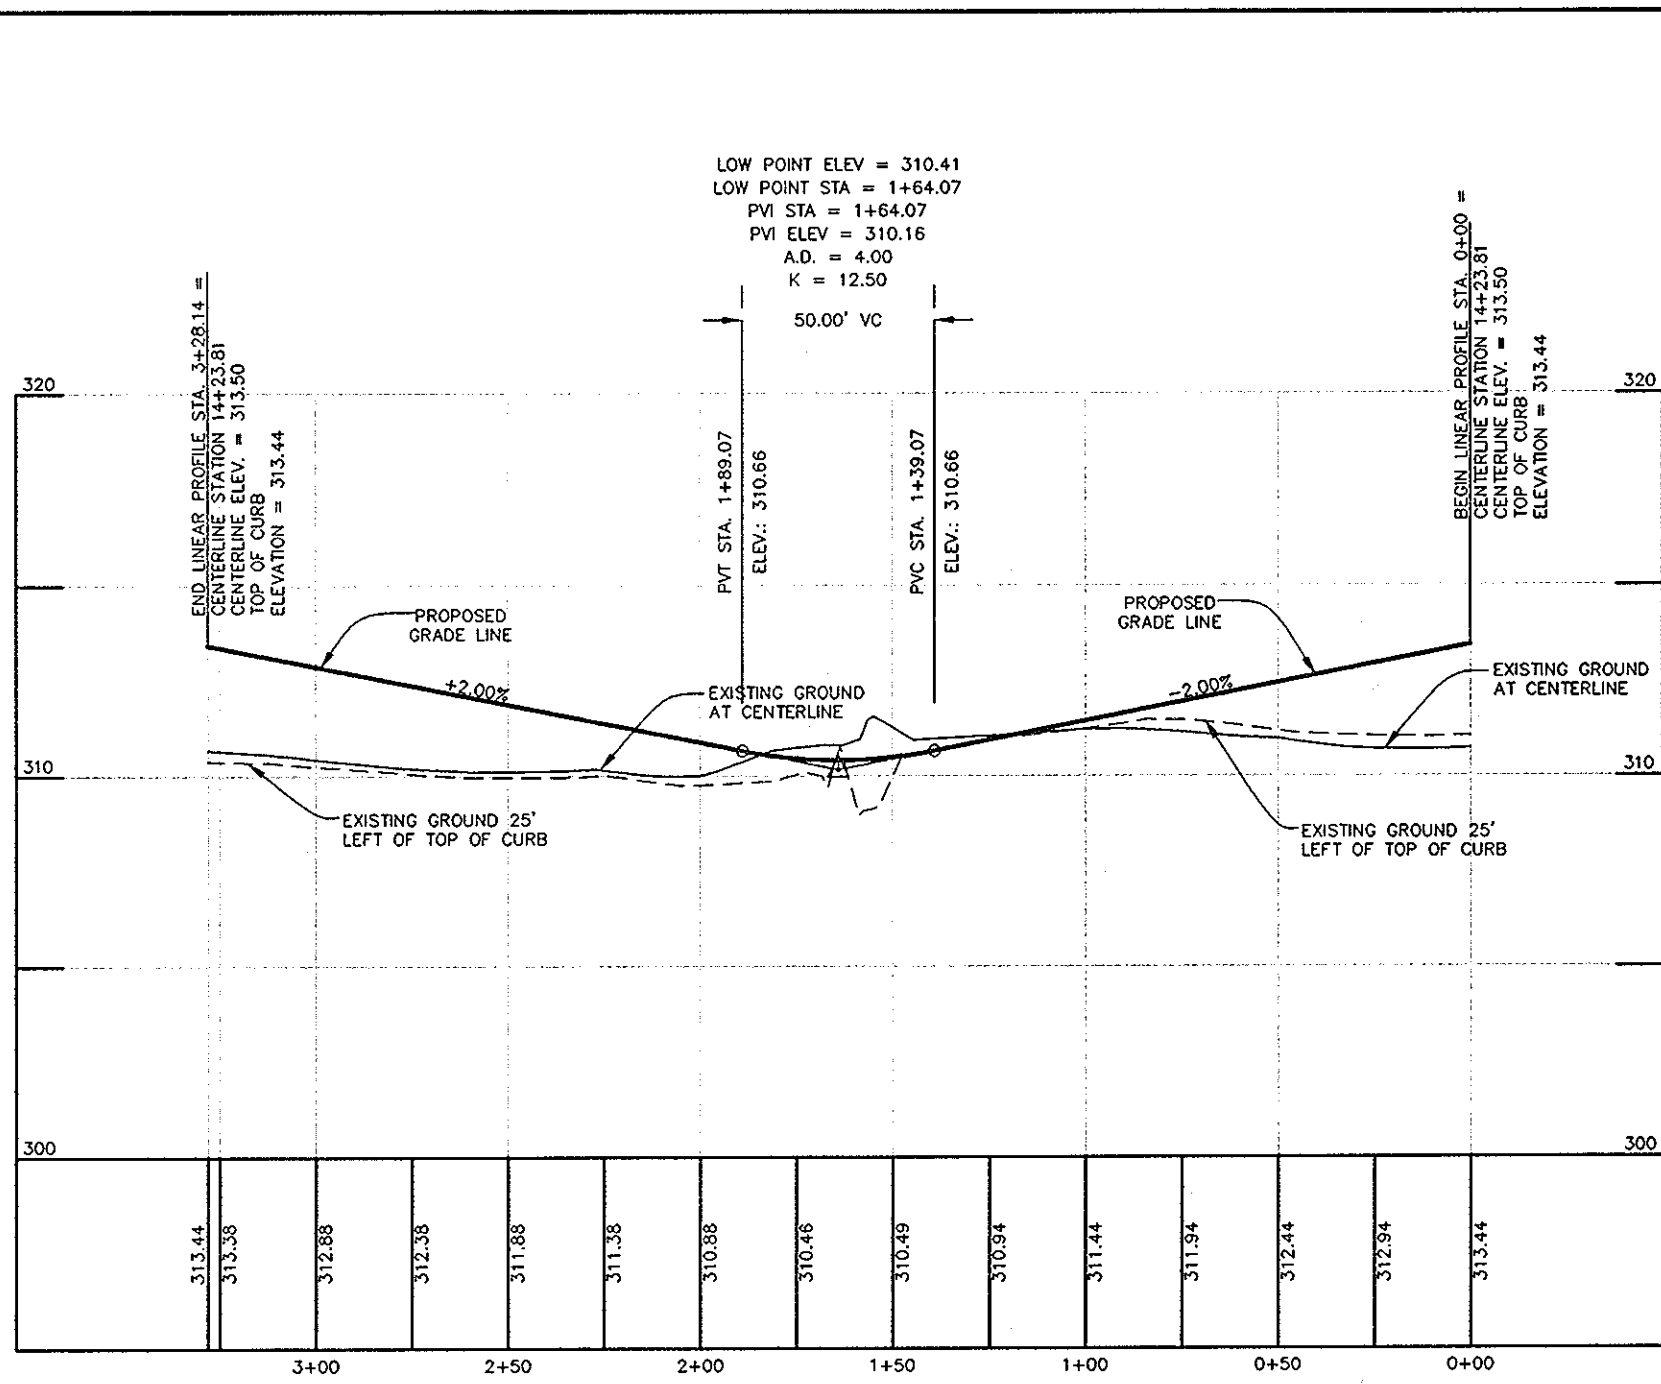 LOW POINT ELEV = 310.41
LOW POINT STA = 1+64.07
PVI STA = 1+64.07
PVI ELEV = 310.16
A.D. = 4.00
K = 12.50
50.00' VC
END LINEAR PROFILE STA. 3+28.14 =
CENTERLINE STATION 14+23.81
CENTERLINE ELEV. = 313.50
TOP OF CURB
ELEVATION = 313.44
PVT STA. 1+89.07
ELEV.: 310.66
PVC STA. 1+39.07
ELEV.: 310.66
BEGIN LINEAR PROFILE STA. 0+00 =
CENTERLINE STATION 14+23.81
CENTERLINE ELEV. = 313.50
TOP OF CURB
ELEVATION = 313.44
320
320
PROPOSED
GRADE LINE
PROPOSED
GRADE LINE
+2.00%
-2.00%
EXISTING GROUND
AT CENTERLINE
EXISTING GROUND
AT CENTERLINE
310
310
EXISTING GROUND 25'
LEFT OF TOP OF CURB
EXISTING GROUND 25'
LEFT OF TOP OF CURB
300
300
313.44
313.38
312.88
312.38
311.88
311.38
310.88
310.46
310.49
310.94
311.44
311.94
312.44
312.94
313.44
3+00
2+50
2+00
1+50
1+00
0+50
0+00